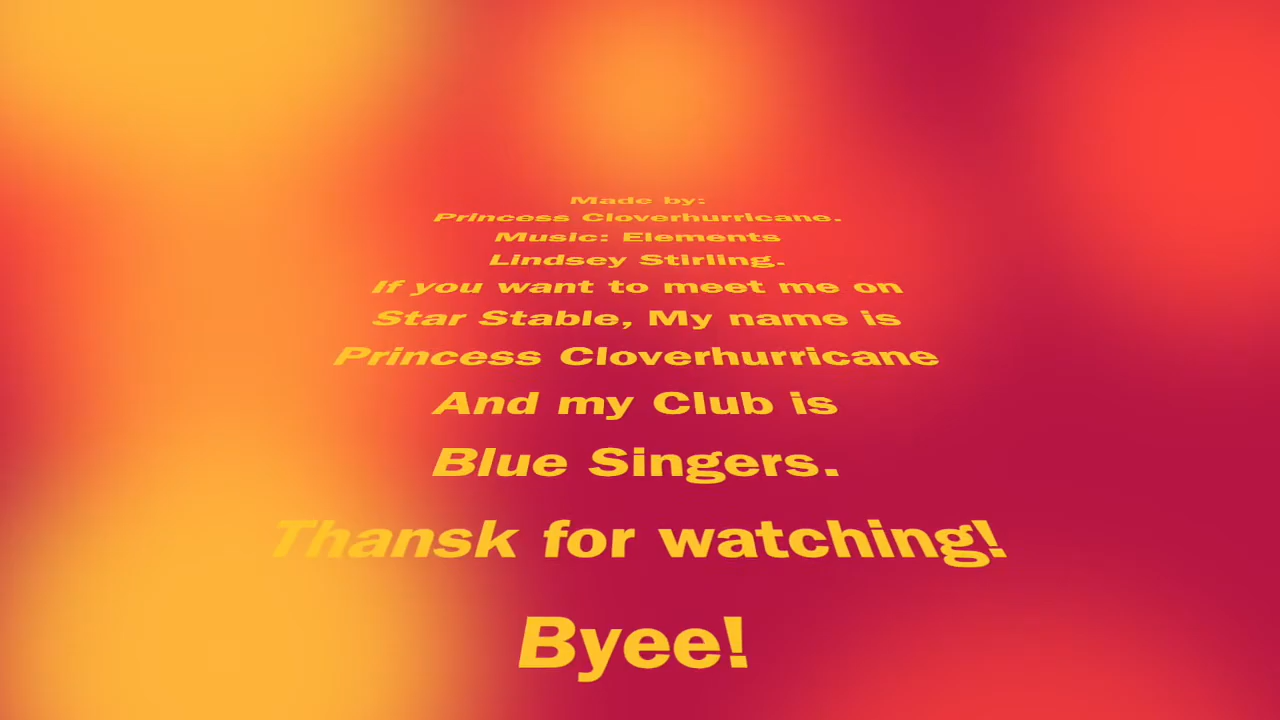 Made by:
Princess Cloverhurricane.
Music: Elements
Lindsey Stirling.
If you want to meet me on
Star Stable, My name is
Princess Cloverhurricane
And my Club is
Blue Singers.
Thansk for watching!
Byee!